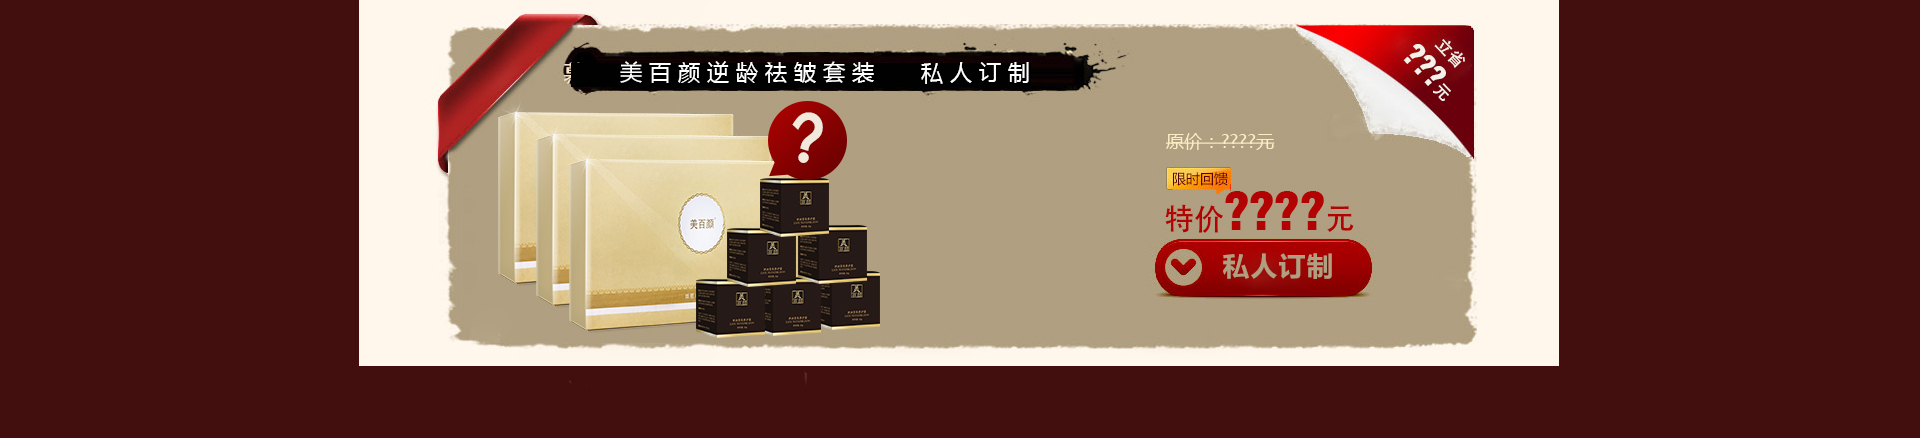 美百颜逆龄祛皱套装 私人订制
立省
???元
原价：????元
限时回馈
特价????元
私人订制
?
美百颜